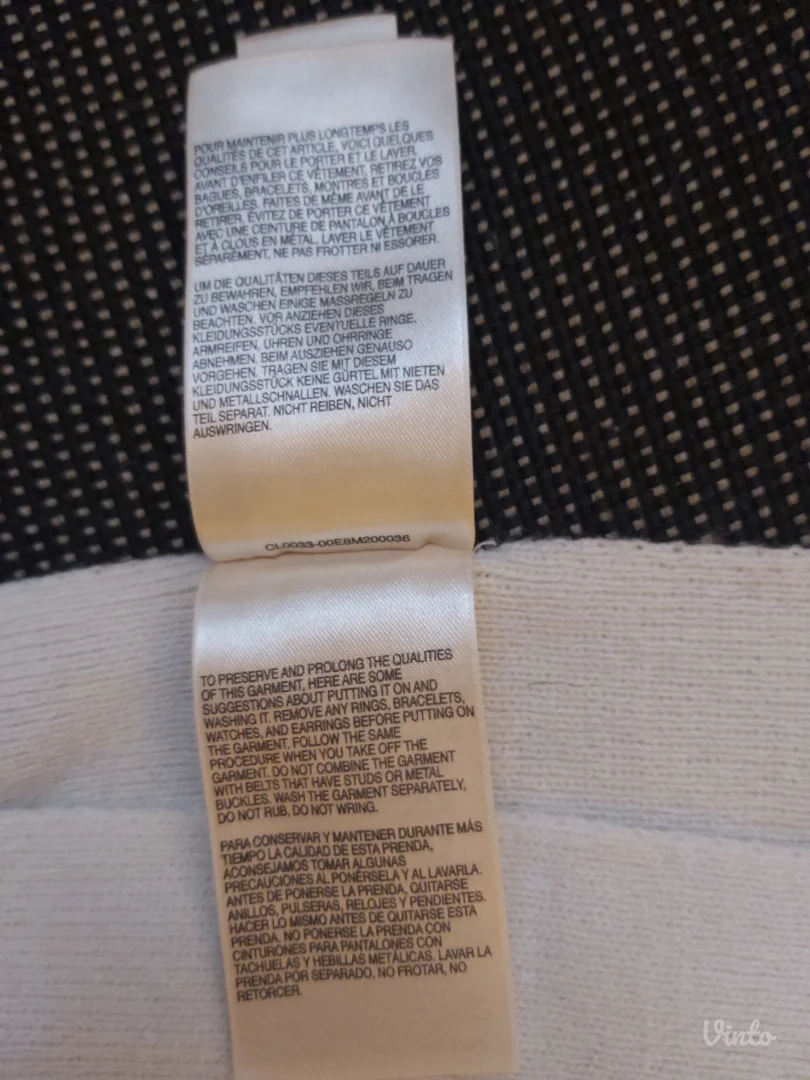 POUR MAINTENIR PLUS LONGTEMPS LES
QUALITÉS DE CET ARTICLE, VOICI QUELQUES
CONSEILS POUR LE PORTER ET LE LAVER.
AVANT D'ENFILER CE VÊTEMENT, RETIREZ VOS
BAGUES, BRACELETS, MONTRES ET BOUCLES
D'OREILLES. FAITES DE MÊME AVANT DE LE
RETIRER. ÉVITEZ DE PORTER CE VÊTEMENT
AVEC UNE CEINTURE DE PANTALON À BOUCLES
ET À CLOUS EN MÉTAL. LAVER LE VÊTEMENT
SÉPARÉMENT, NE PAS FROTTER NI ESSORER.
UM DIE QUALITÄTEN DIESES TEILS AUF DAUER
ZU BEWAHREN, EMPFEHLEN WIR, BEIM TRAGEN
UND WASCHEN EINIGE MASSREGELN ZU
BEACHTEN. VOR ANZIEHEN DIESES
KLEIDUNGSSTÜCKS EVENTUELLE RINGE,
ARMREIFEN, UHREN UND OHRRINGE
ABNEHMEN. BEIM AUSZIEHEN GENAUSO
VORGEHEN. TRAGEN SIE MIT DIESEM
KLEIDUNGSSTÜCK KEINE GÜRTEL MIT NIETEN
UND METALLSCHNALLEN. WASCHEN SIE DAS
TEIL SEPARAT. NICHT REIBEN, NICHT
AUSWRINGEN.
CL0033-00E8M200036
TO PRESERVE AND PROLONG THE QUALITIES
OF THIS GARMENT, HERE ARE SOME
SUGGESTIONS ABOUT PUTTING IT ON AND
WASHING IT. REMOVE ANY RINGS, BRACELETS,
WATCHES, AND EARRINGS BEFORE PUTTING ON
THE GARMENT. FOLLOW THE SAME
PROCEDURE WHEN YOU TAKE OFF THE
GARMENT. DO NOT COMBINE THE GARMENT
WITH BELTS THAT HAVE STUDS OR METAL
BUCKLES. WASH THE GARMENT SEPARATELY,
DO NOT RUB, DO NOT WRING.
PARA CONSERVAR Y MANTENER DURANTE MÁS
TIEMPO LA CALIDAD DE ESTA PRENDA,
ACONSEJAMOS TOMAR ALGUNAS
PRECAUCIONES AL PONÉRSELA Y AL LAVARLA.
ANTES DE PONERSE LA PRENDA, QUITARSE
ANILLOS, PULSERAS, RELOJES Y PENDIENTES.
HACER LO MISMO ANTES DE QUITARSE ESTA
PRENDA. NO PONERSE LA PRENDA CON
CINTURONES PARA PANTALONES CON
TACHUELAS Y HEBILLAS METÁLICAS. LAVAR LA
PRENDA POR SEPARADO, NO FROTAR, NO
RETORCER.
Vinto